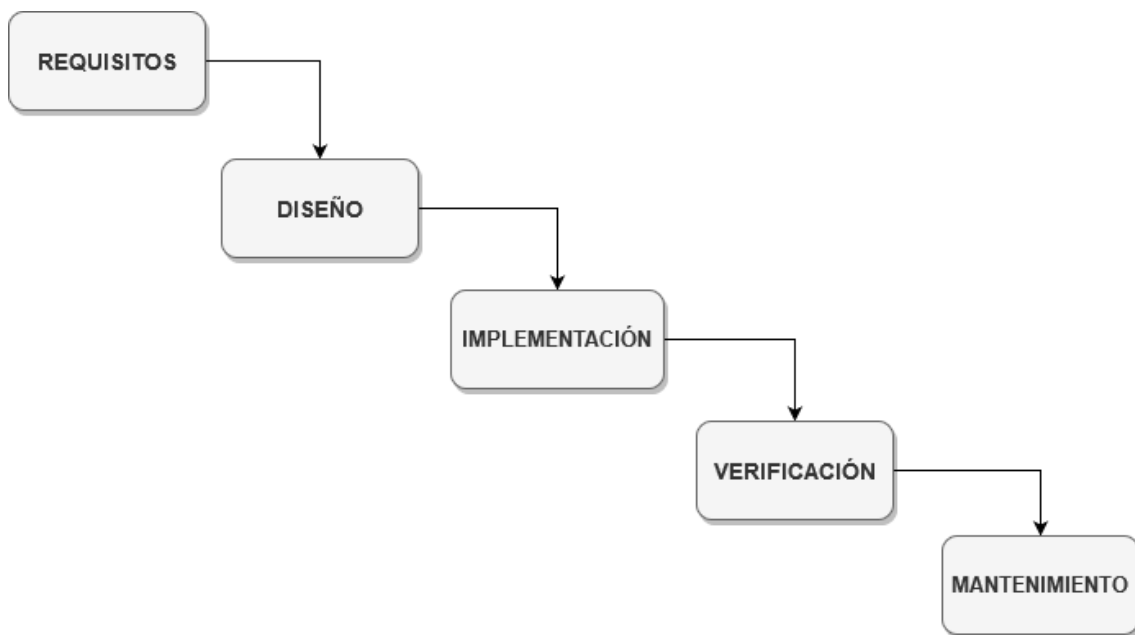 REQUISITOS
DISEÑO
IMPLEMENTACIÓN
VERIFICACIÓN
MANTENIMIENTO